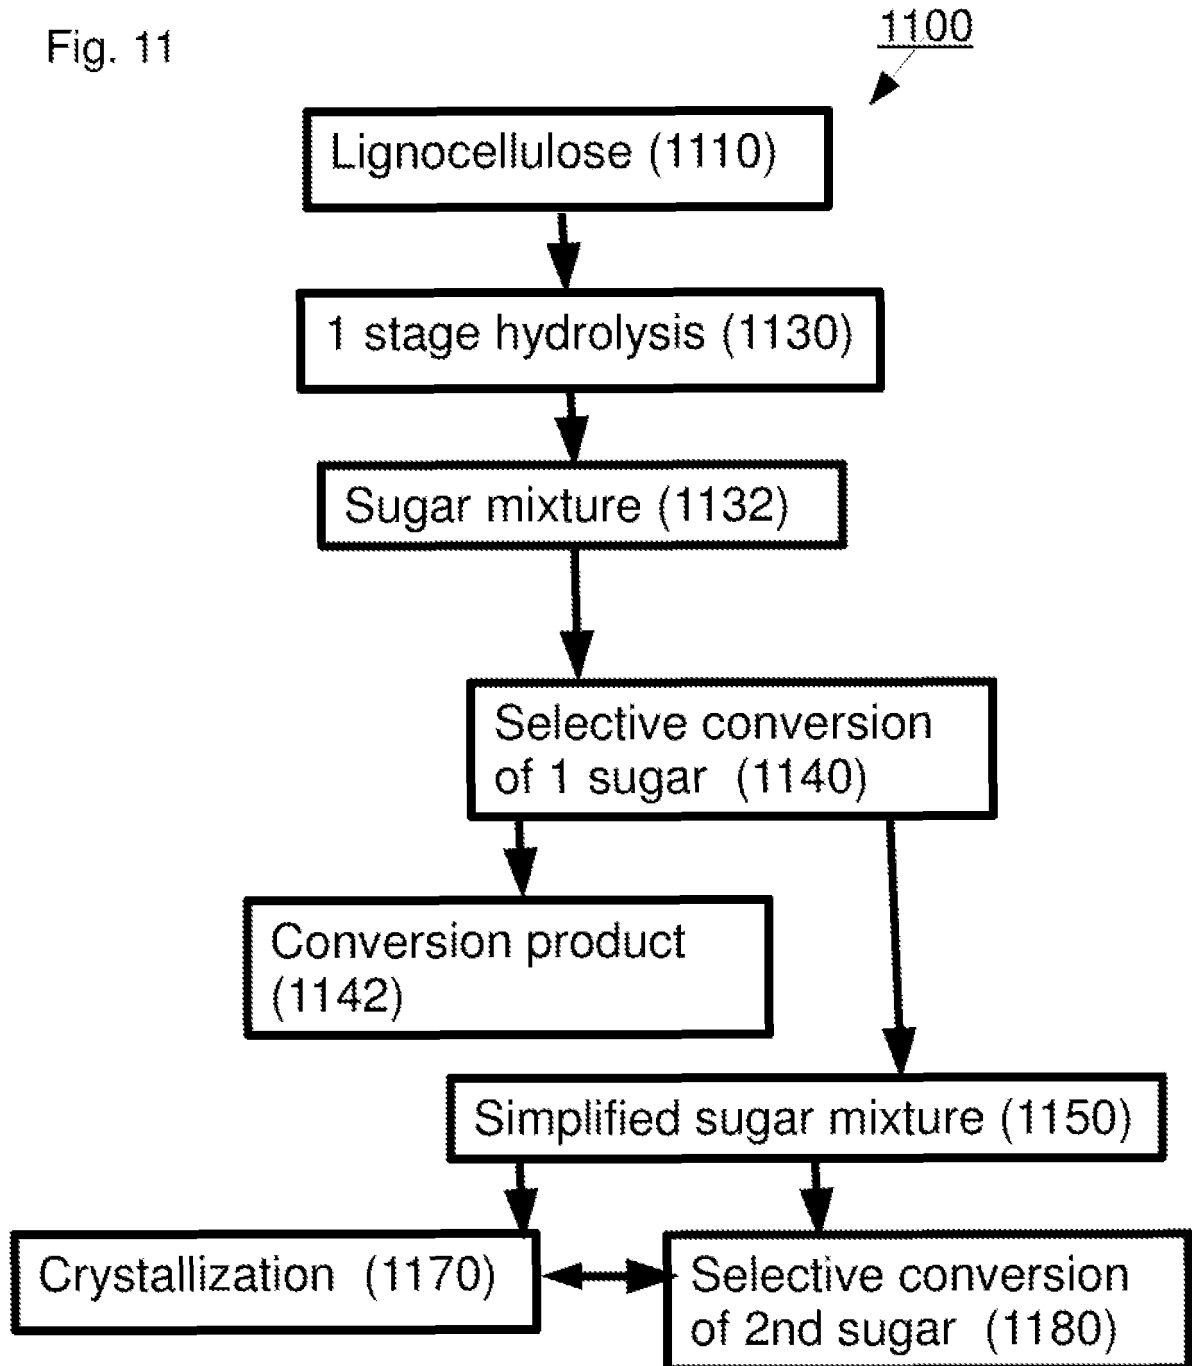 Fig. 11
1100
Lignocellulose (1110)
1 stage hydrolysis (1130)
Sugar mixture (1132)
Selective conversion
of 1 sugar (1140)
Conversion product
(1142)
Simplified sugar mixture (1150)
Crystallization (1170)
Selective conversion
of 2nd sugar (1180)